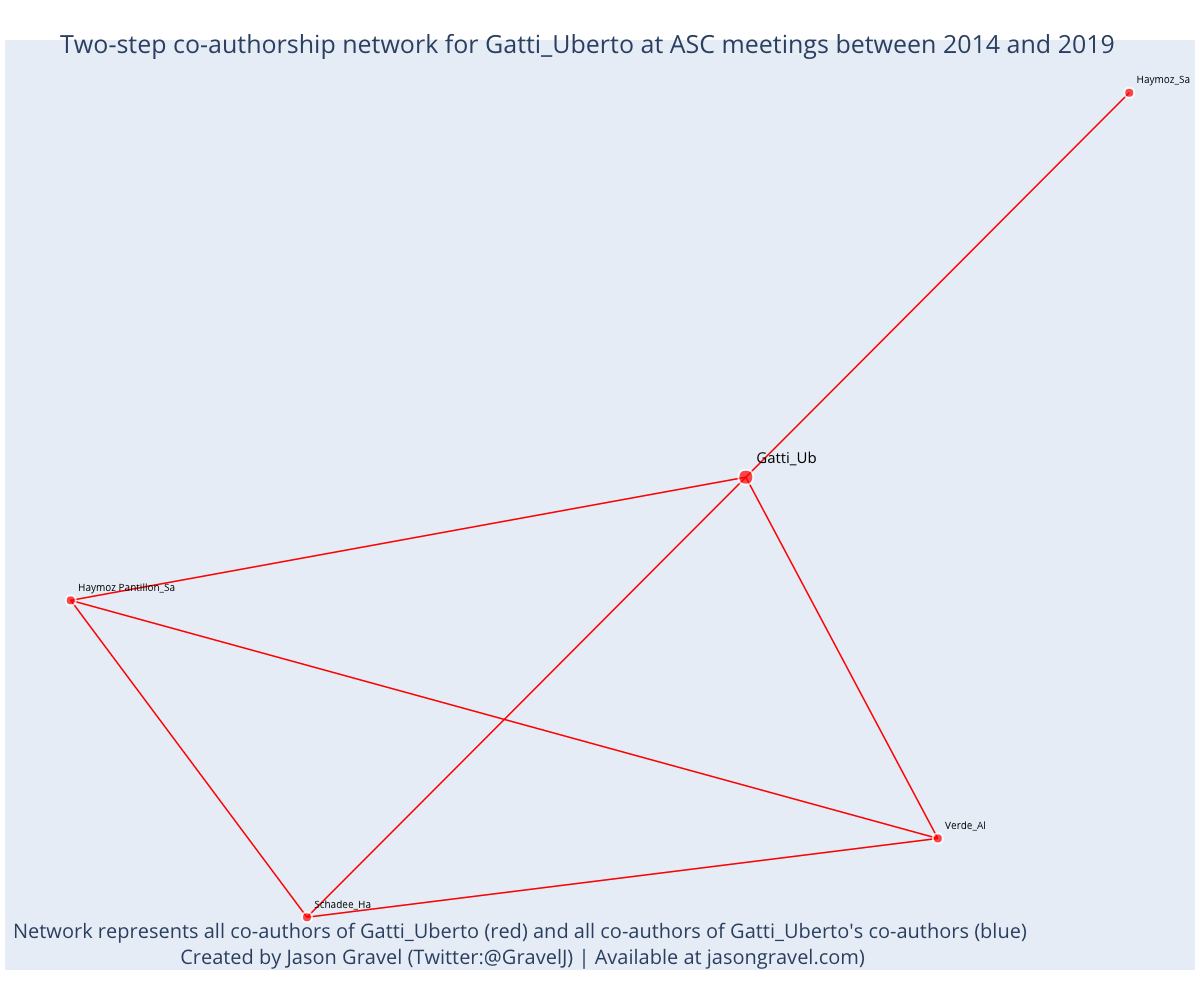 Two-step co-authorship network for Gatti_Uberto at ASC meetings between 2014 and 2019
Haymoz_Sa
Gatti_Ub
Haymoz Pantillon_Sa
Verde_Al
Schadee_Ha
Network represents all co-authors of Gatti_Uberto (red) and all co-authors of Gatti_Uberto's co-authors (blue)
Created by Jason Gravel (Twitter:@GravelJ) | Available at jasongravel.com)